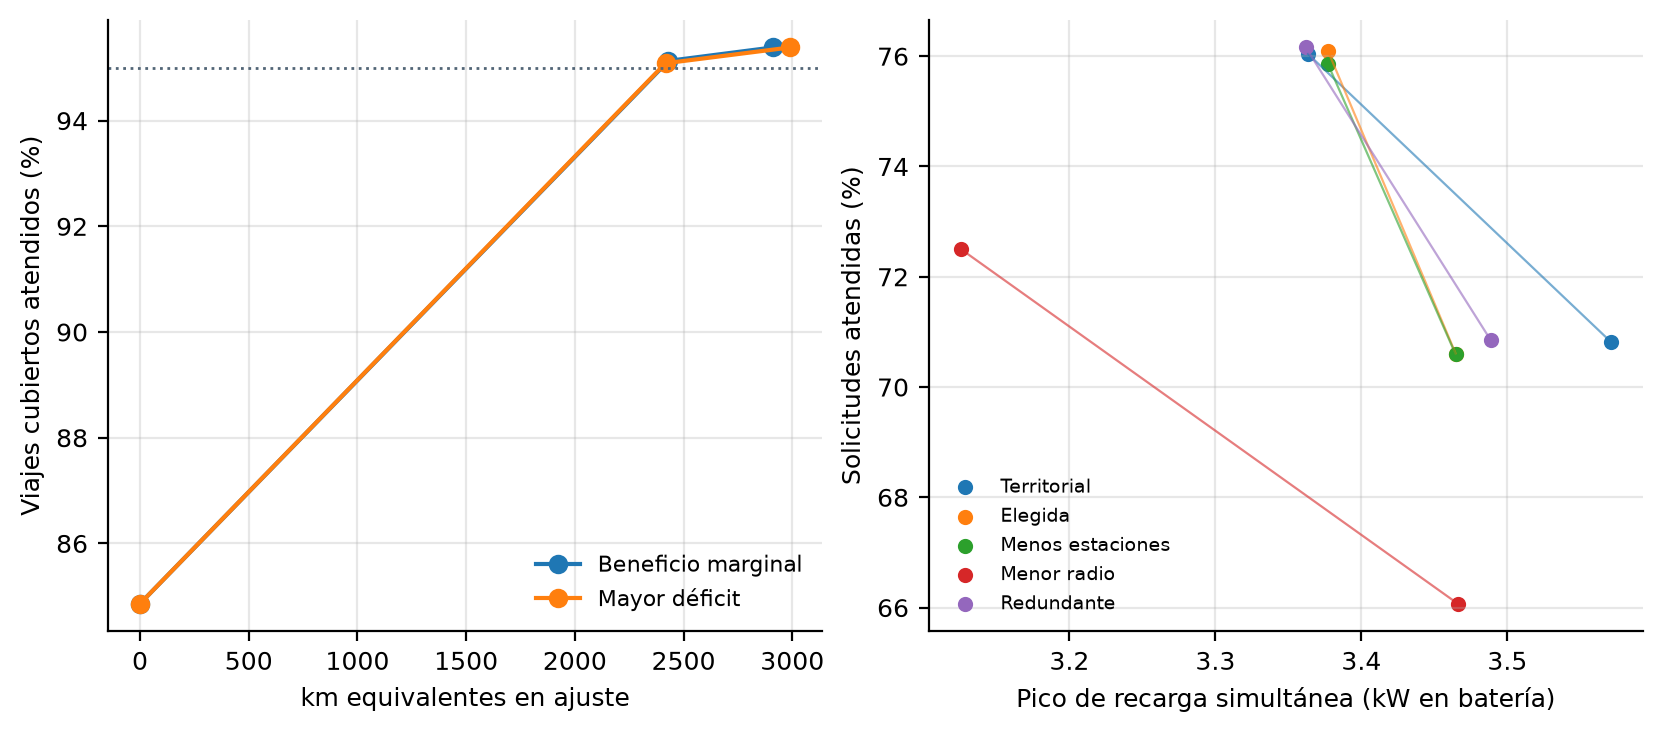 Viajes cubiertos atendidos (%)
94
92
90
88
86
0 500 1000 1500 2000 2500 3000
km equivalentes en ajuste
Beneficio marginal
Mayor déficit
Solicitudes atendidas (%)
76
74
72
70
68
66
3.2 3.3 3.4 3.5
Pico de recarga simultánea (kW en batería)
Territorial
Elegida
Menos estaciones
Menor radio
Redundante